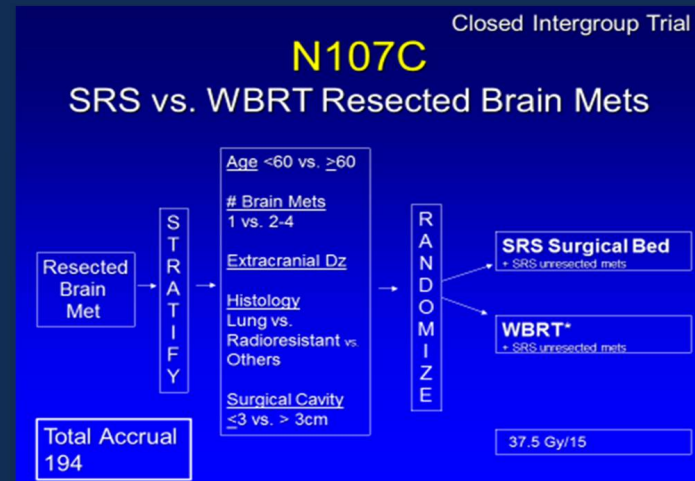 Closed Intergroup Trial
N107C
SRS vs. WBRT Resected Brain Mets
Resected
Brain
Met
STRATIFY
Age <60 vs. ≥60
# Brain Mets
1 vs. 2-4
Extracranial Dz
Histology
Lung vs.
Radioresistant vs.
Others
Surgical Cavity
≤3 vs. > 3cm
RANDOMIZE
SRS Surgical Bed
+ SRS unresected mets
WBRT*
+ SRS unresected mets
Total Accrual
194
37.5 Gy/15